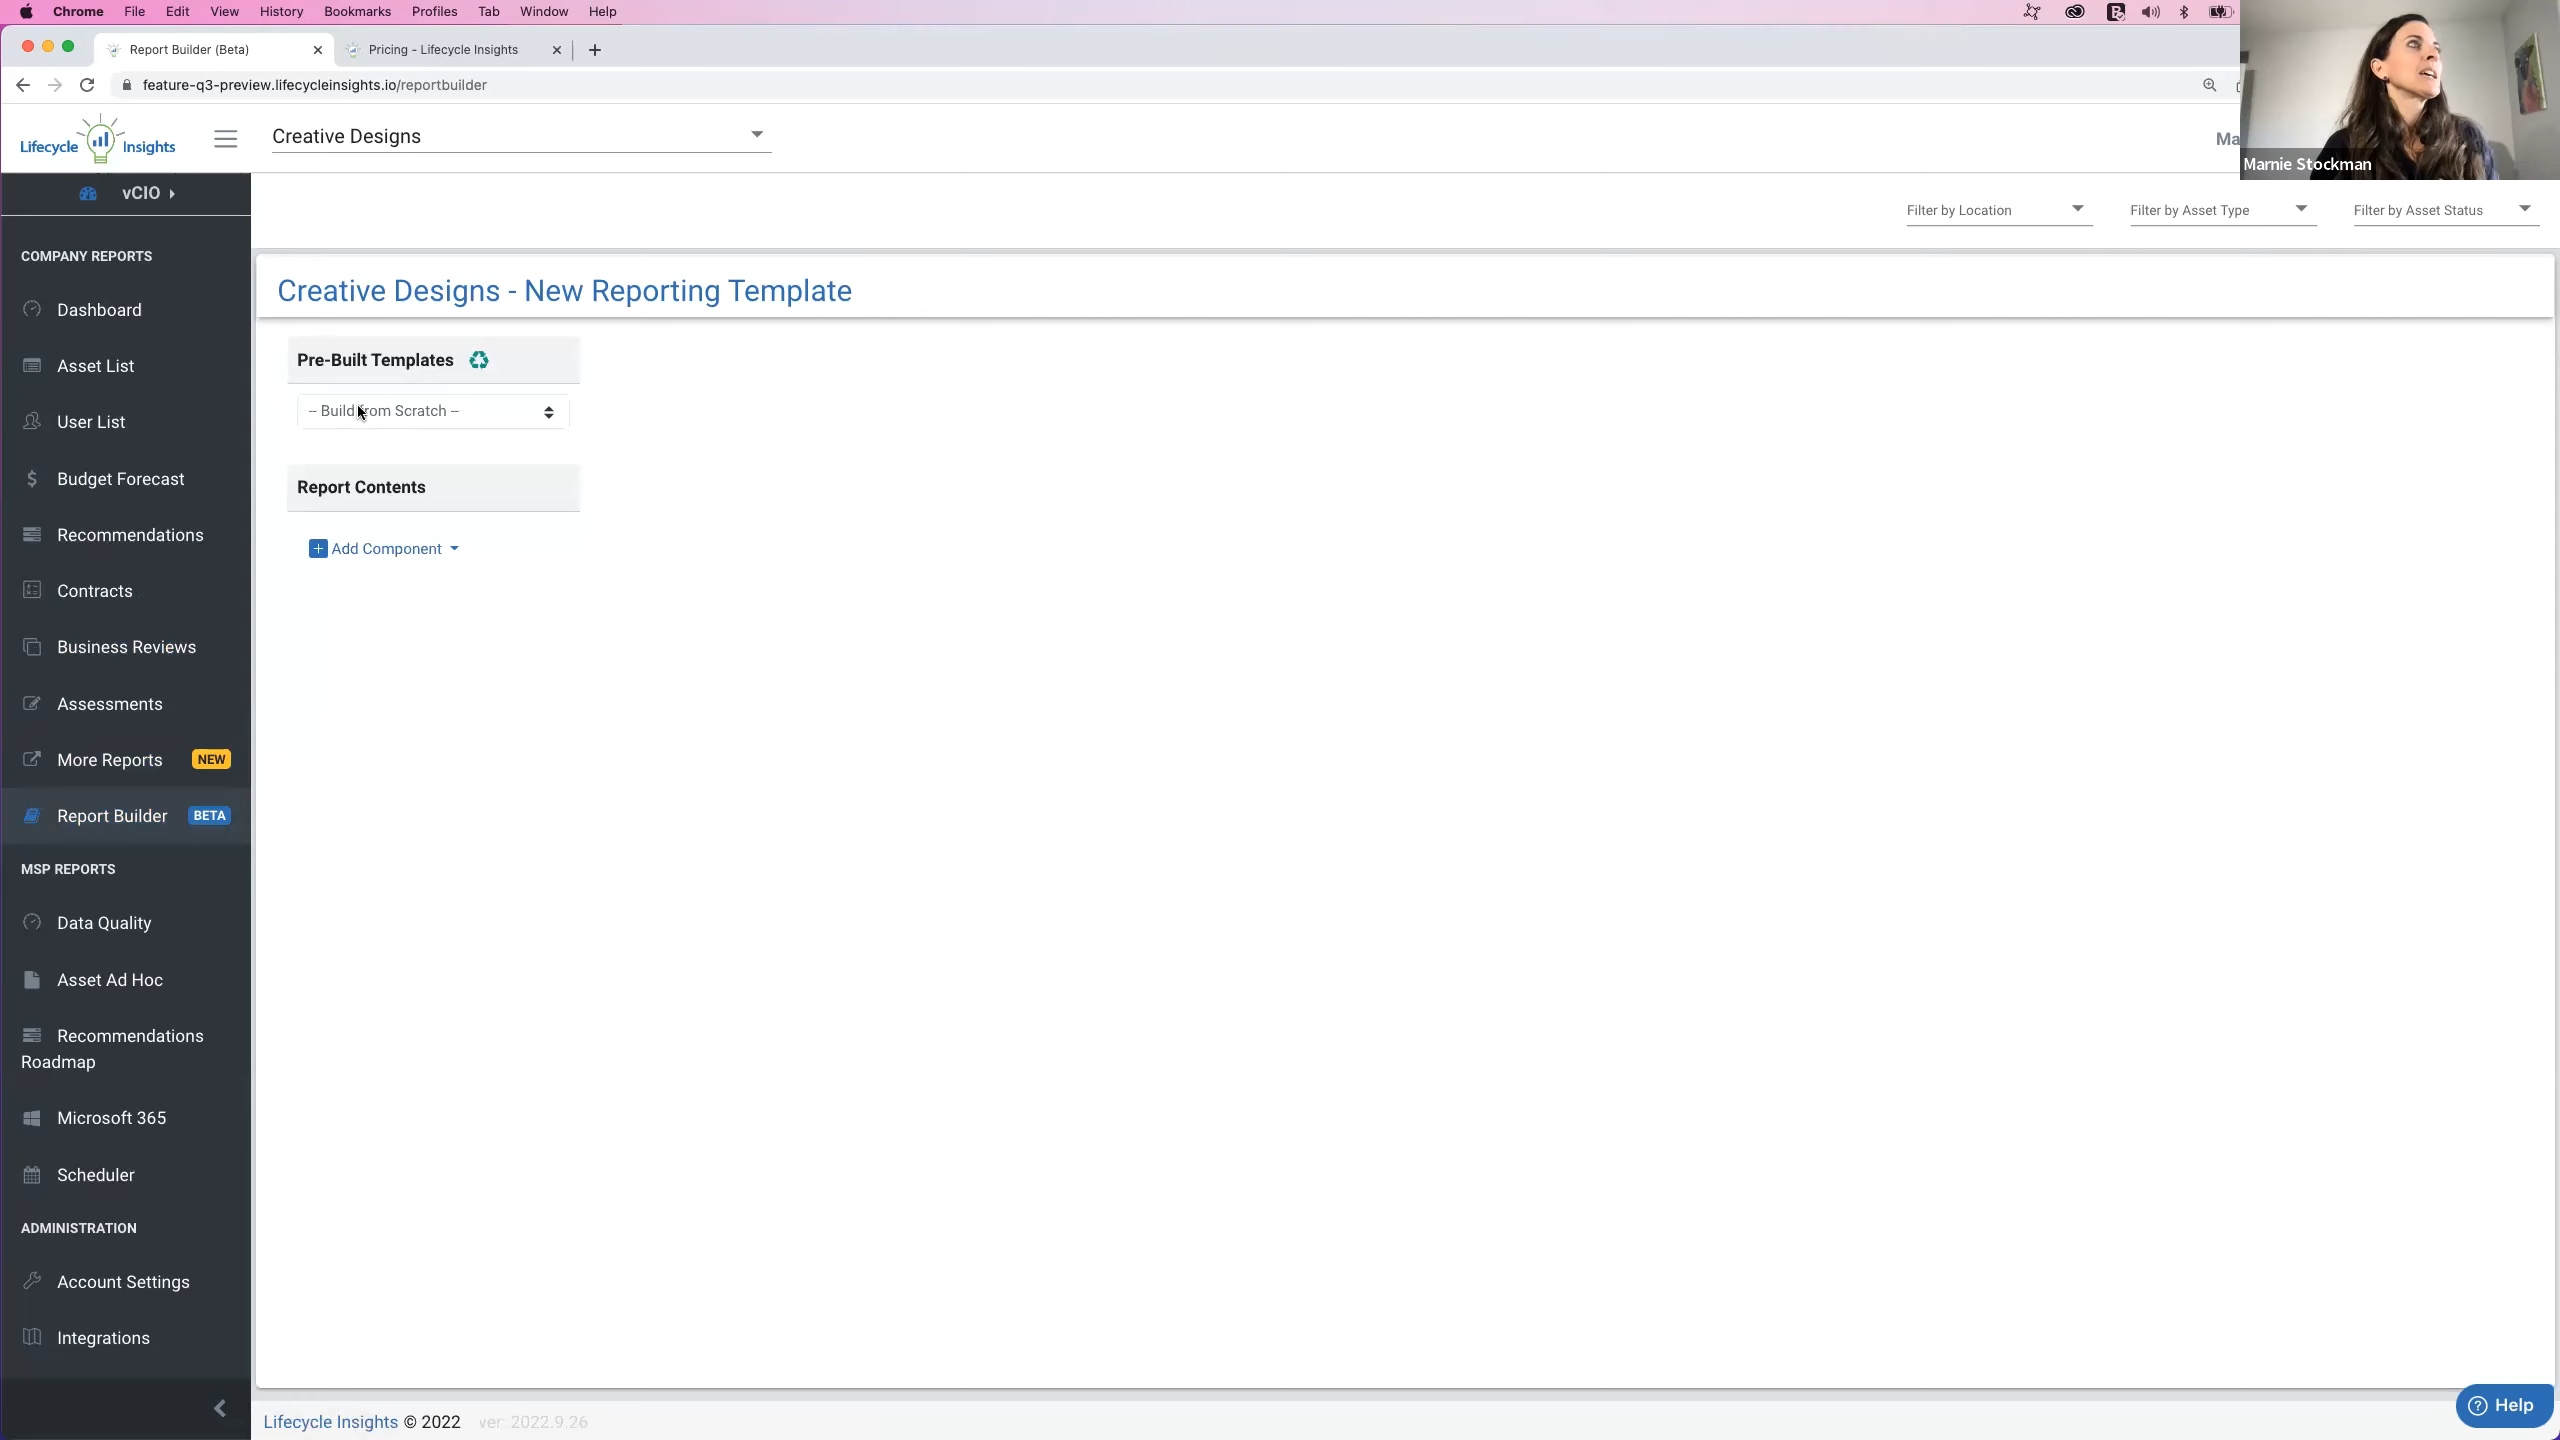 Chrome File Edit View History Bookmarks Profiles Tab Window Help
Report Builder (Beta)
Pricing - Lifecycle Insights
feature-q3-preview.lifecycleinsights.io/reportbuilder
Lifecycle Insights
Creative Designs
Ma
Marnie Stockman
vCIO
Filter by Location
Filter by Asset Type
Filter by Asset Status
COMPANY REPORTS
Dashboard
Asset List
User List
Budget Forecast
Recommendations
Contracts
Business Reviews
Assessments
More Reports NEW
Report Builder BETA
MSP REPORTS
Data Quality
Asset Ad Hoc
Recommendations
Roadmap
Microsoft 365
Scheduler
ADMINISTRATION
Account Settings
Integrations
Creative Designs - New Reporting Template
Pre-Built Templates
-- Build from Scratch --
Report Contents
+ Add Component
Lifecycle Insights © 2022 ver: 2022.9.26
? Help